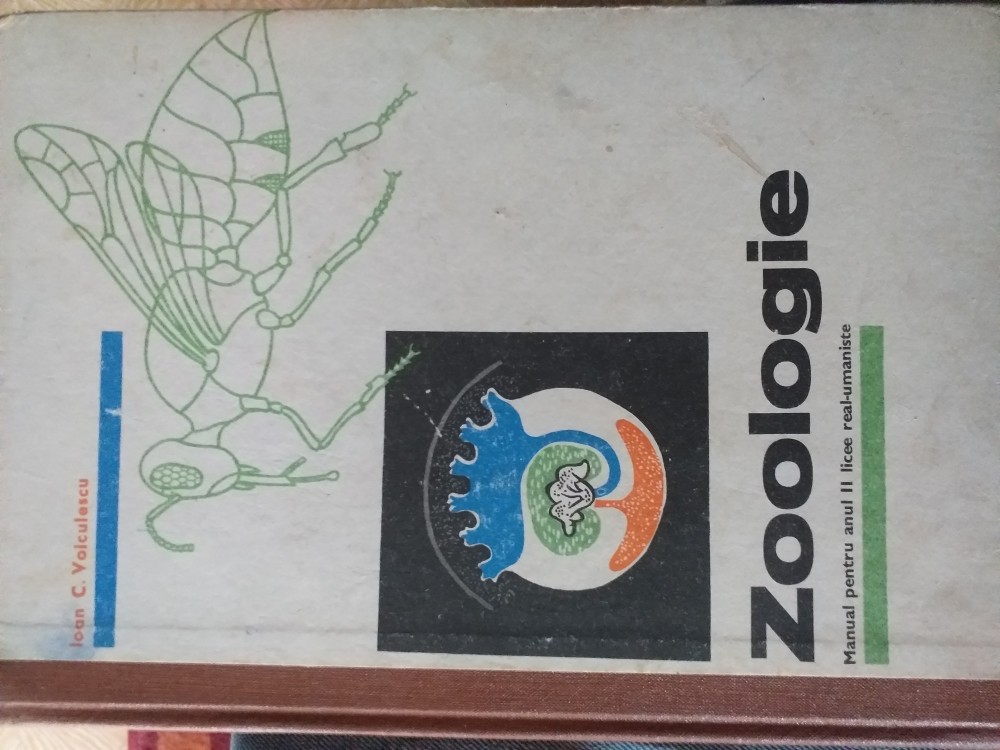 Ioan C. Voiculescu
Zoologie
Manual pentru anul II licee real-umaniste